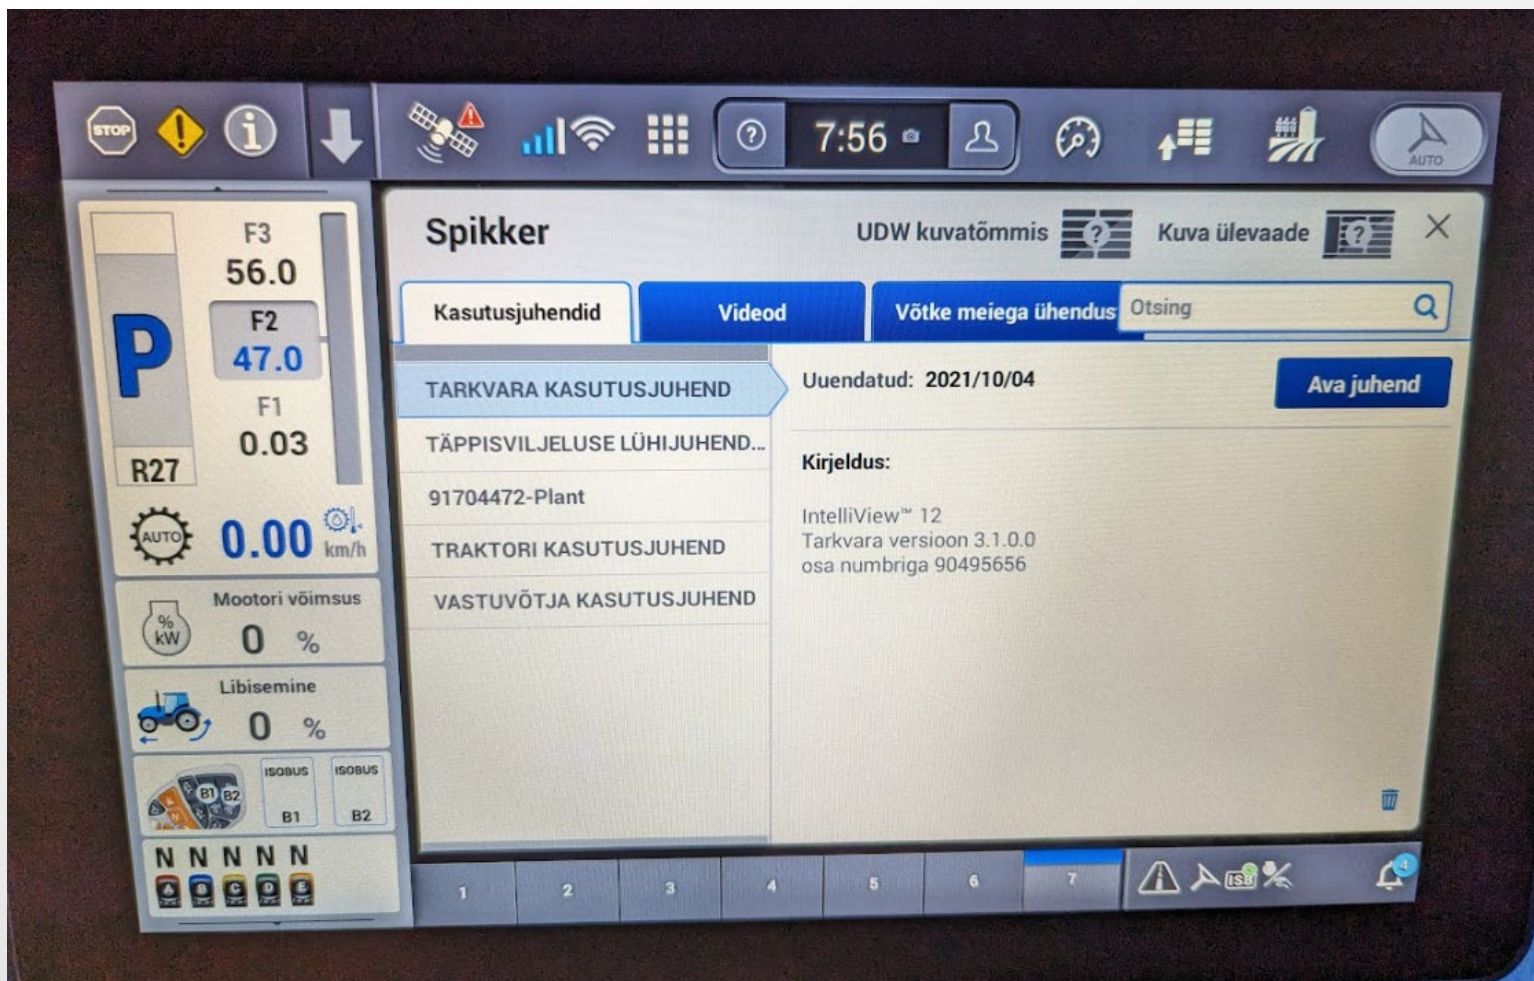 STOP
7:56
AUTO
F3
56.0
F2
47.0
F1
0.03
P
R27
AUTO
0.00
km/h
Mootori võimsus
% kW
0 %
Libisemine
0 %
B1 B2
ISOBUS
B1
ISOBUS
B2
N N N N N
A B C D E
Spikker
UDW kuvatõmmis
Kuva ülevaade
Kasutusjuhendid
Videod
Võtke meiega ühendus
Otsing
TARKVARA KASUTUSJUHEND
TÄPPISVILJELUSE LÜHIJUHEND...
91704472-Plant
TRAKTORI KASUTUSJUHEND
VASTUVÕTJA KASUTUSJUHEND
Uuendatud: 2021/10/04
Ava juhend
Kirjeldus:
IntelliView™ 12
Tarkvara versioon 3.1.0.0
osa numbriga 90495656
1 2 3 4 5 6 7
ISB
4